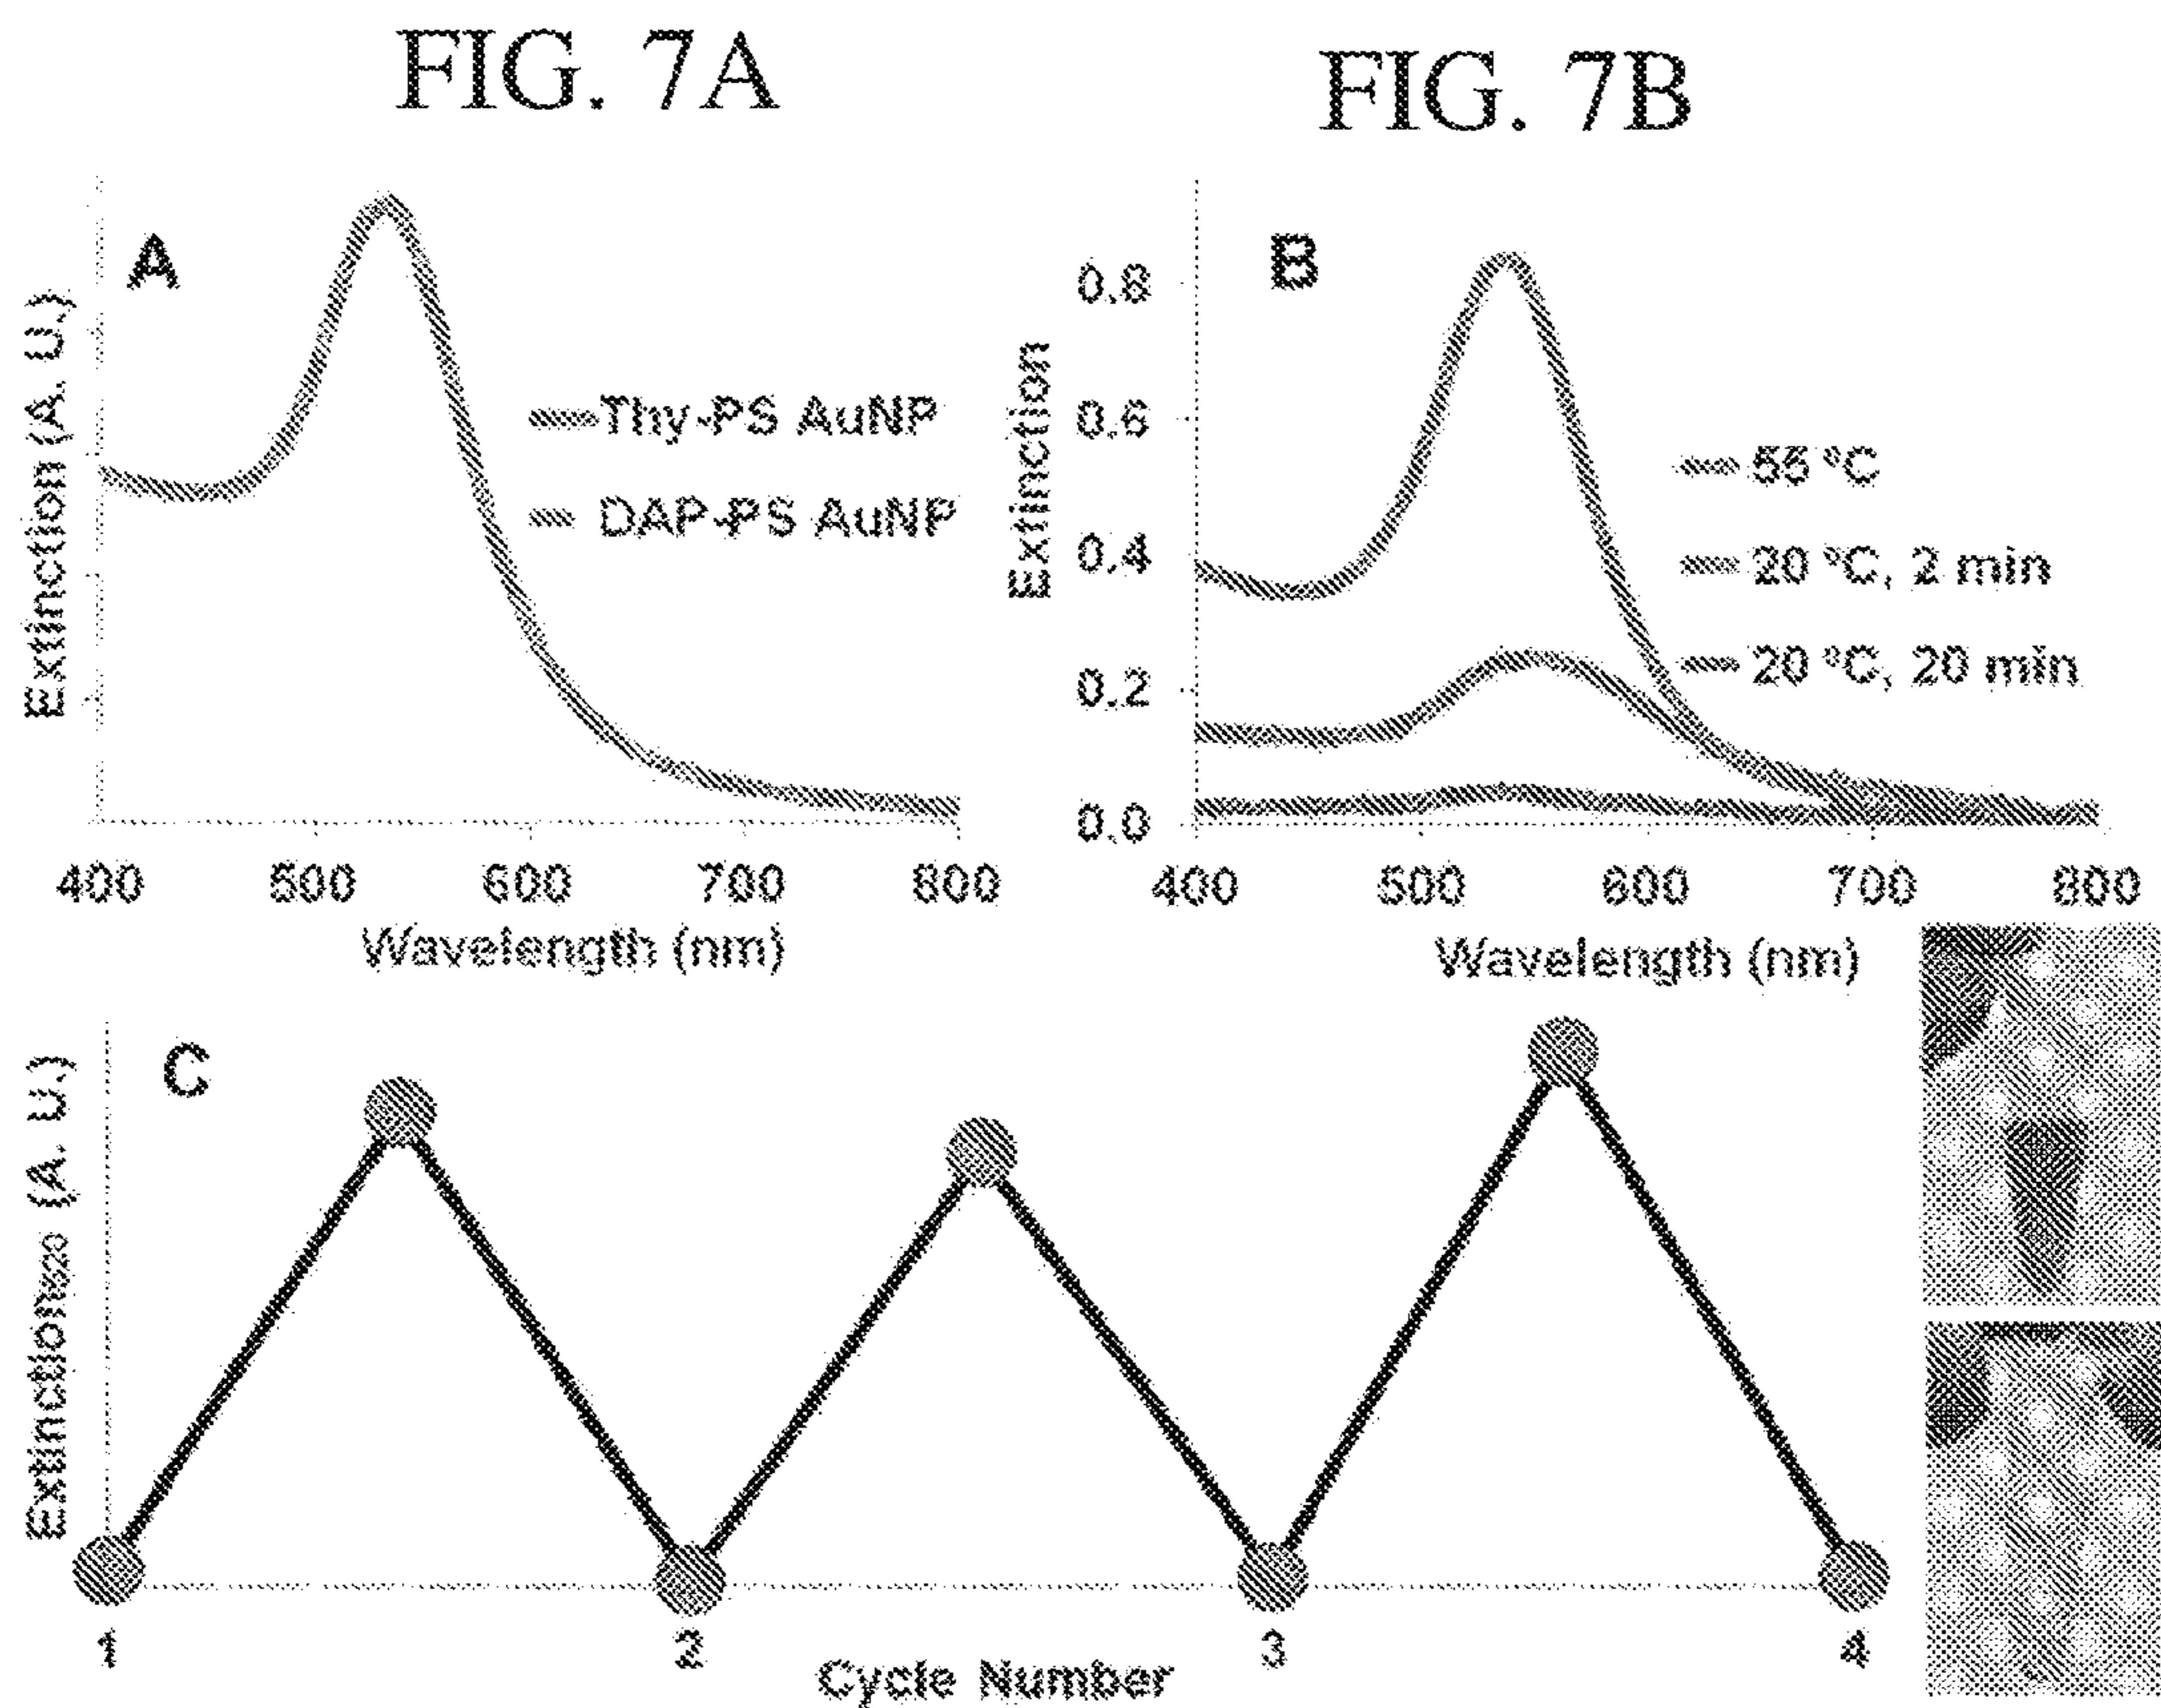 FIG. 7A
FIG. 7B
A
Extinction (A. U.)
Thy-PS AuNP
DAP-PS AuNP
400 500 600 700 800
Wavelength (nm)
B
Extinction
0.8
0.6
0.4
0.2
0.0
55 °C
20 °C, 2 min
20 °C, 20 min
400 500 600 700 800
Wavelength (nm)
C
Extinction (A. U.)
1 2 3 4
Cycle Number